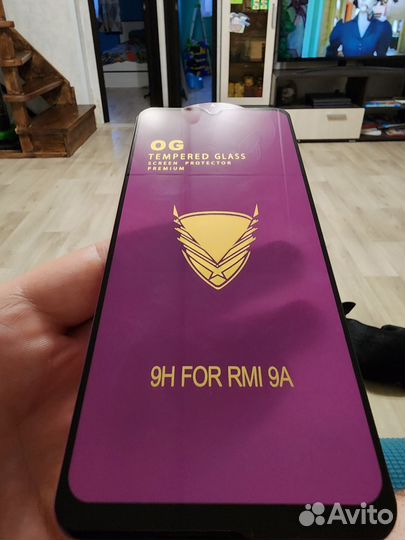 OG
TEMPERED GLASS
SCREEN PROTECTOR
PREMIUM
9H FOR RMI 9A
Avito